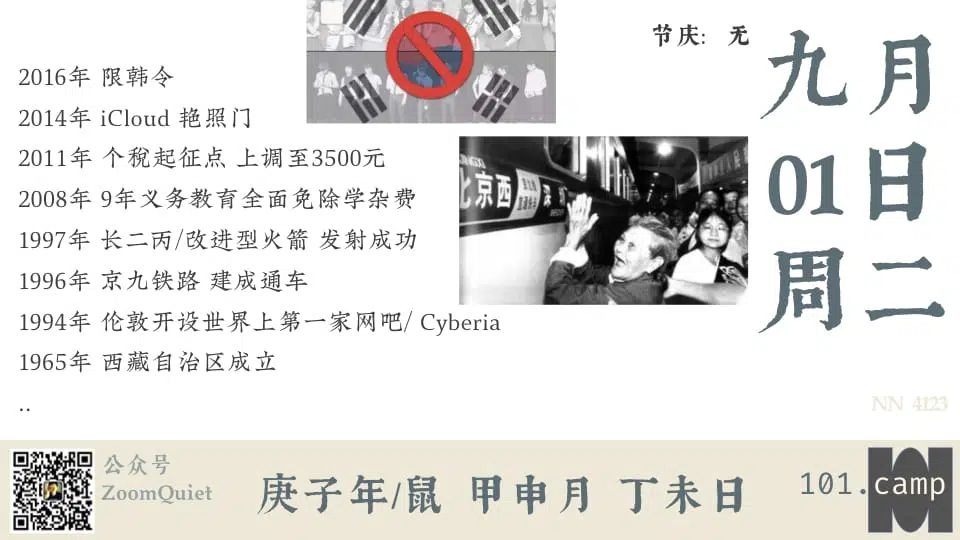 节庆: 无
九月
01日
周二
2016年 限韩令
2014年 iCloud 艳照门
2011年 个税起征点 上调至3500元
2008年 9年义务教育全面免除学杂费
1997年 长二丙/改进型火箭 发射成功
1996年 京九铁路 建成通车
1994年 伦敦开设世界上第一家网吧/ Cyberia
1965年 西藏自治区成立
..
北京西
深
NN 4123
公众号
ZoomQuiet
庚子年/鼠 甲申月 丁未日
101.camp